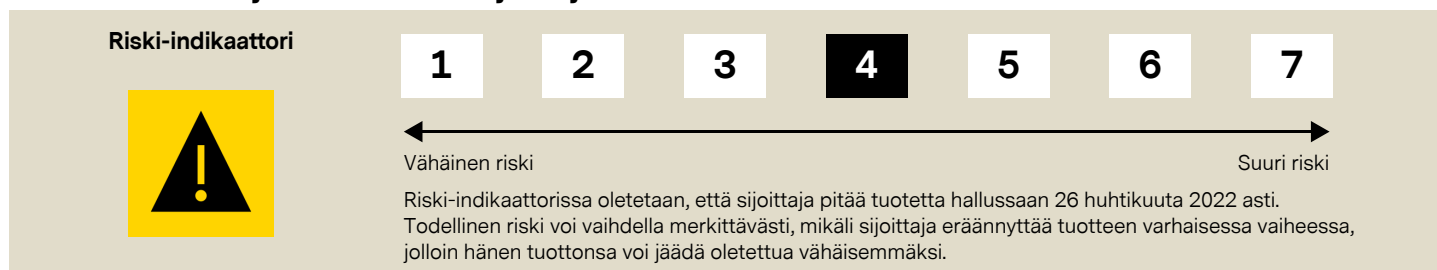 Riski-indikaattori
1 2 3 4 5 6 7
Vähäinen riski Suuri riski
Riski-indikaattorissa oletetaan, että sijoittaja pitää tuotetta hallussaan 26 huhtikuuta 2022 asti.
Todellinen riski voi vaihdella merkittävästi, mikäli sijoittaja eräännyttää tuotteen varhaisessa vaiheessa,
jolloin hänen tuottonsa voi jäädä oletettua vähäisemmäksi.